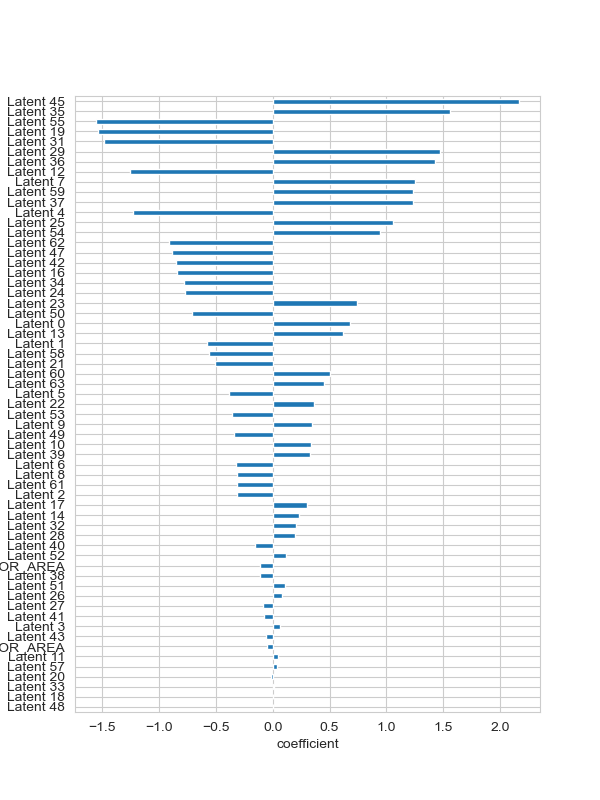 Latent 45
Latent 35
Latent 55
Latent 19
Latent 31
Latent 29
Latent 36
Latent 12
Latent 7
Latent 59
Latent 37
Latent 4
Latent 25
Latent 54
Latent 62
Latent 47
Latent 42
Latent 16
Latent 34
Latent 24
Latent 23
Latent 50
Latent 0
Latent 13
Latent 1
Latent 58
Latent 21
Latent 60
Latent 63
Latent 5
Latent 22
Latent 53
Latent 9
Latent 49
Latent 10
Latent 39
Latent 6
Latent 8
Latent 61
Latent 2
Latent 17
Latent 14
Latent 32
Latent 28
Latent 40
Latent 52
OR_AREA
Latent 38
Latent 51
Latent 26
Latent 27
Latent 41
Latent 3
Latent 43
OR_AREA
Latent 11
Latent 57
Latent 20
Latent 33
Latent 18
Latent 48
−1.5 −1.0 −0.5 0.0 0.5 1.0 1.5 2.0
coefficient